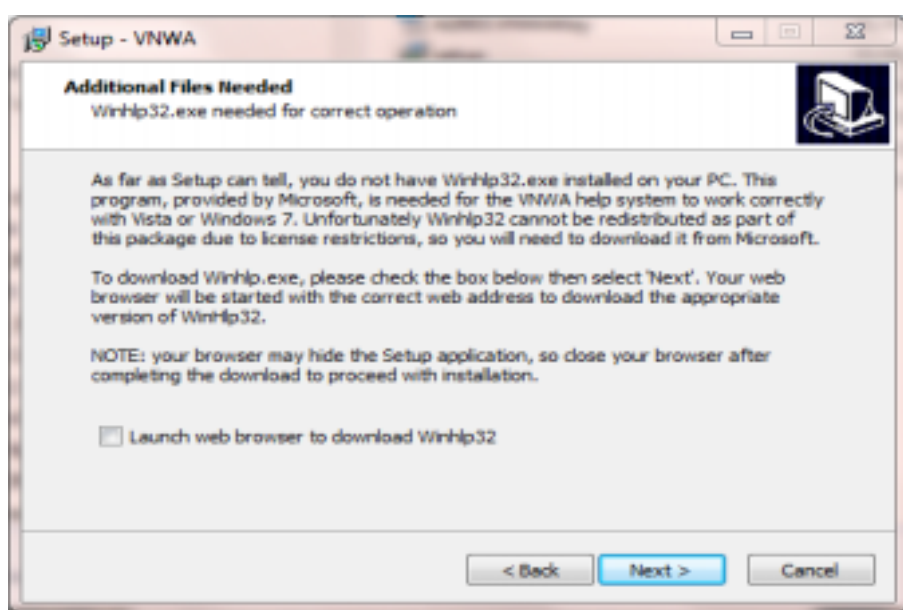 Setup - VNWA
Additional Files Needed
Winhlp32.exe needed for correct operation
As far as Setup can tell, you do not have Winhlp32.exe installed on your PC. This
program, provided by Microsoft, is needed for the VNWA help system to work correctly
with Vista or Windows 7. Unfortunately Winhlp32 cannot be redistributed as part of
this package due to license restrictions, so you will need to download it from Microsoft.
To download Winhlp.exe, please check the box below then select 'Next'. Your web
browser will be started with the correct web address to download the appropriate
version of WinHlp32.
NOTE: your browser may hide the Setup application, so close your browser after
completing the download to proceed with installation.
Launch web browser to download Winhlp32
< Back
Next >
Cancel